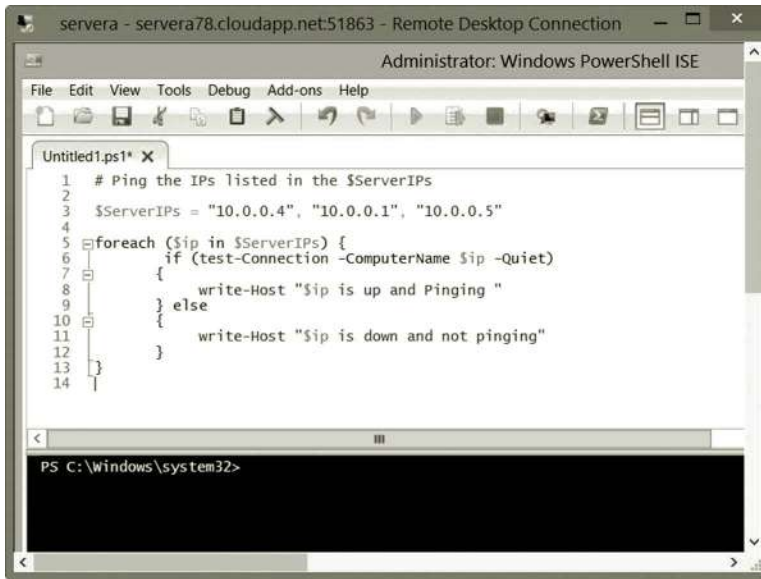 servera - servera78.cloudapp.net:51863 - Remote Desktop Connection
Administrator: Windows PowerShell ISE
File Edit View Tools Debug Add-ons Help
Untitled1.ps1* X
1 # Ping the IPs listed in the $ServerIPs
2
3 $ServerIPs = "10.0.0.4", "10.0.0.1", "10.0.0.5"
4
5 foreach ($ip in $ServerIPs) {
6 if (test-Connection -ComputerName $ip -Quiet)
7 {
8 write-Host "$ip is up and Pinging "
9 } else
10 {
11 write-Host "$ip is down and not pinging"
12 }
13 }
14
PS C:\Windows\system32>